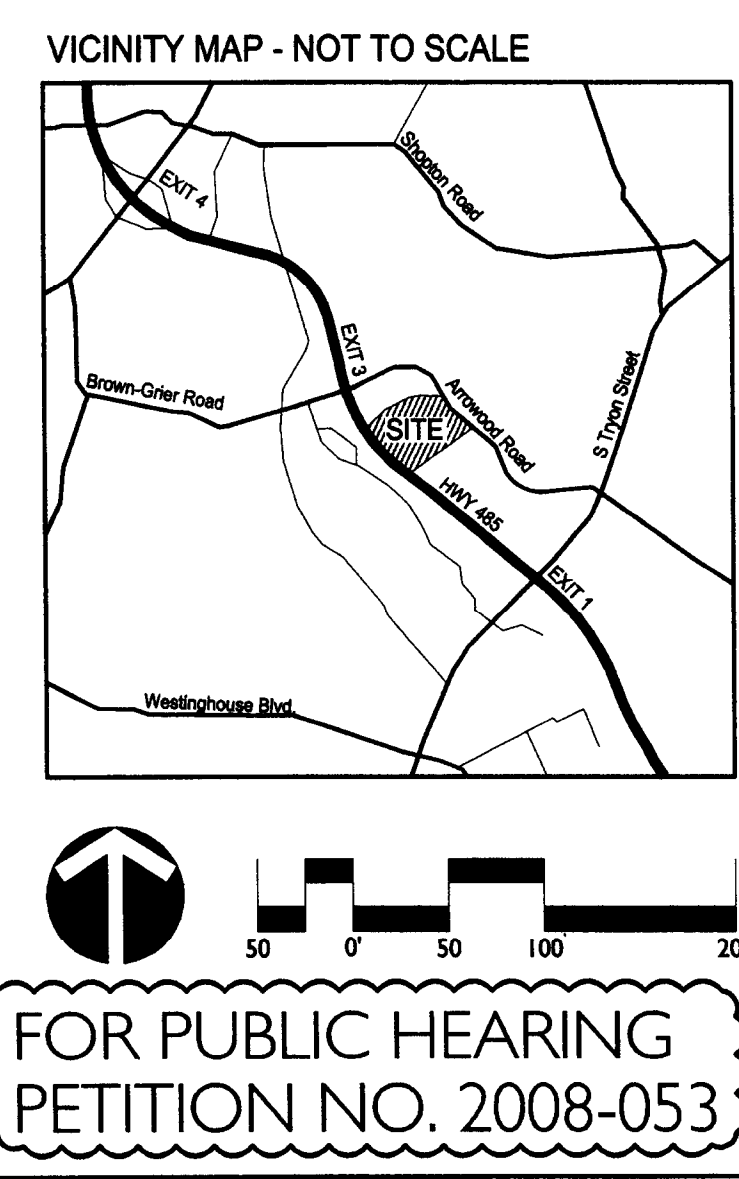 VICINITY MAP - NOT TO SCALE
EXIT 4
Shopton Road
EXIT 3
Brown-Grier Road
Arrowood Road
S Tryon Street
SITE
HWY 485
EXIT 1
Westinghouse Blvd.
50 0' 50 100' 20
FOR PUBLIC HEARING
PETITION NO. 2008-053